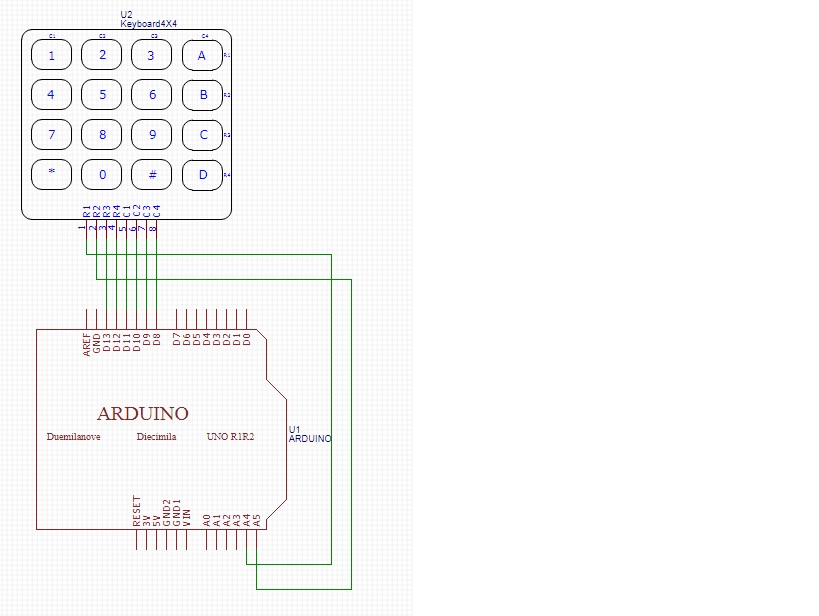 U2
Keyboard4X4
C1 C2 C3 C4
1 2 3 A R1
4 5 6 B R2
7 8 9 C R3
* 0 # D R4
R1 R2 R3 R4 C1 C2 C3 C4
1 2 3 4 5 6 7 8
AREF GND D13 D12 D11 D10 D9 D8 D7 D6 D5 D4 D3 D2 D1 D0
ARDUINO
Duemilanove Diecimila UNO R1R2
U1
ARDUINO
RESET 3V 5V GND2 GND1 VIN A0 A1 A2 A3 A4 A5